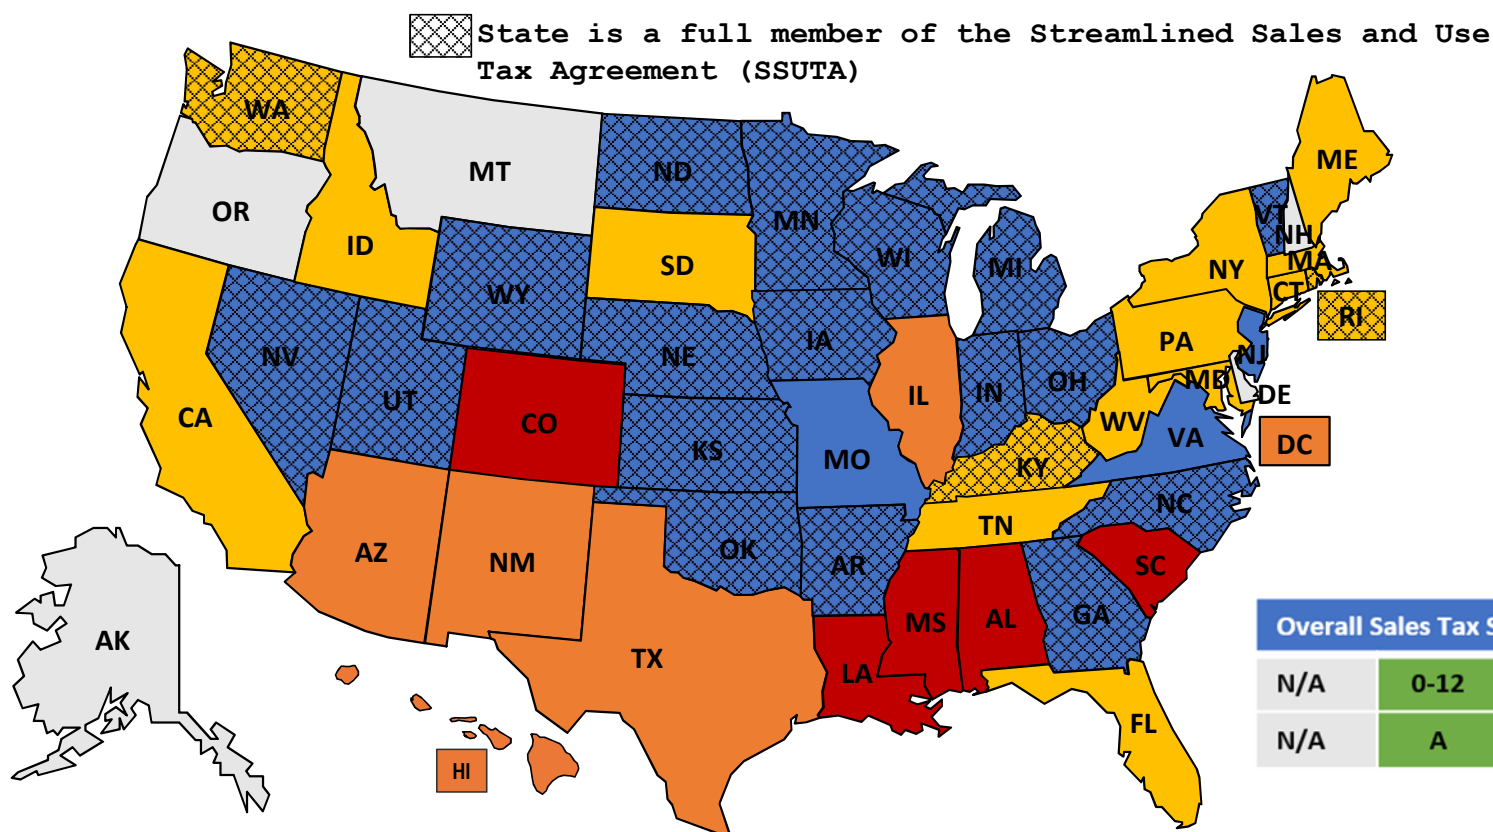 State is a full member of the Streamlined Sales and Use
Tax Agreement (SSUTA)
WA
MT
ND
ME
OR
MN
VT
NH
ID
SD
WI
MI
NY
MA
WY
CT
RI
NV
NE
IA
PA
NJ
UT
IL
IN
OH
MD
DE
CA
CO
KS
MO
WV
VA
DC
KY
NC
AZ
NM
OK
AR
TN
SC
MS
AL
GA
AK
TX
LA
FL
HI
Overall Sales Tax S
N/A 0-12
N/A A